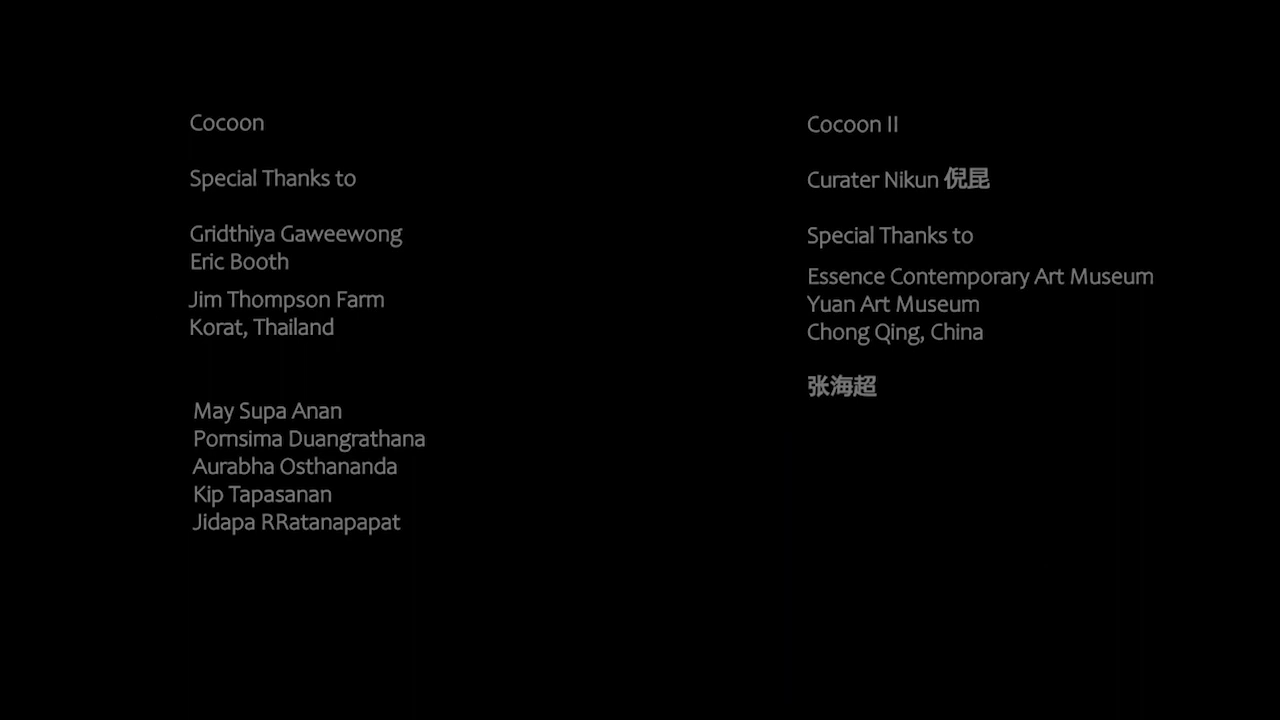 Cocoon
Special Thanks to
Gridthiya Gaweewong
Eric Booth
Jim Thompson Farm
Korat, Thailand
May Supa Anan
Pornsima Duangrathana
Aurabha Osthananda
Kip Tapasanan
Jidapa RRatanapapat
Cocoon II
Curater Nikun 倪昆
Special Thanks to
Essence Contemporary Art Museum
Yuan Art Museum
Chong Qing, China
张海超